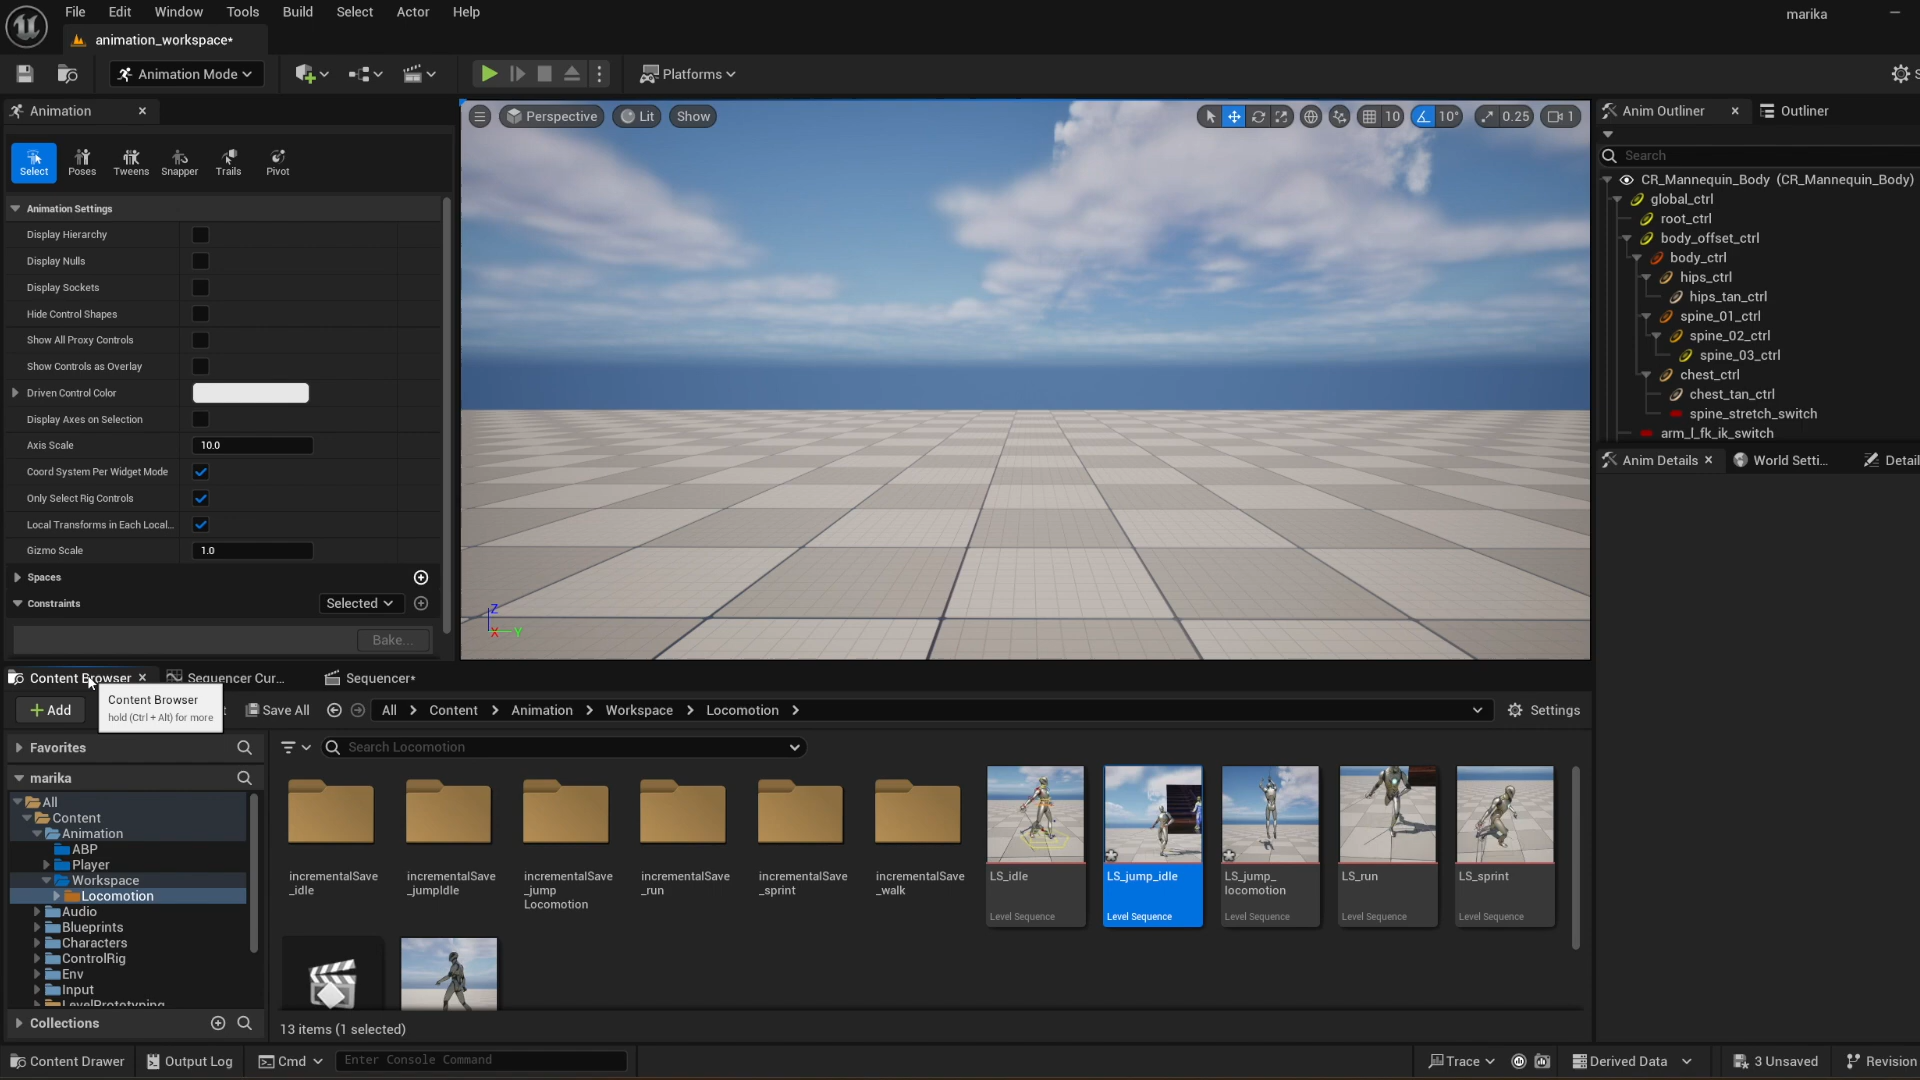 File Edit Window Tools Build Select Actor Help
marika
animation_workspace*
Animation Mode
Platforms
Animation
Perspective
Lit
Show
10
10°
0.25
1
Anim Outliner
Outliner
Search
Select
Poses
Tweens
Snapper
Trails
Pivot
Animation Settings
Display Hierarchy
Display Nulls
Display Sockets
Hide Control Shapes
Show All Proxy Controls
Show Controls as Overlay
Driven Control Color
Display Axes on Selection
Axis Scale
10.0
Coord System Per Widget Mode
Only Select Rig Controls
Local Transforms in Each Local...
Gizmo Scale
1.0
Spaces
Constraints
Selected
Bake...
Z
X
Y
CR_Mannequin_Body (CR_Mannequin_Body)
global_ctrl
root_ctrl
body_offset_ctrl
body_ctrl
hips_ctrl
hips_tan_ctrl
spine_01_ctrl
spine_02_ctrl
spine_03_ctrl
chest_ctrl
chest_tan_ctrl
spine_stretch_switch
arm_l_fk_ik_switch
Anim Details
World Setti...
Detail
Content Browser
Sequencer Cur...
Sequencer*
Content Browser
hold (Ctrl + Alt) for more
Add
Save All
All > Content > Animation > Workspace > Locomotion >
Settings
Favorites
Search Locomotion
marika
All
Content
Animation
ABP
Player
Workspace
Locomotion
Audio
Blueprints
Characters
ControlRig
Env
Input
LevelPrototyping
Collections
incrementalSave
_idle
incrementalSave
_jumpIdle
incrementalSave
_jump
Locomotion
incrementalSave
_run
incrementalSave
_sprint
incrementalSave
_walk
LS_idle
Level Sequence
LS_jump_idle
Level Sequence
LS_jump_
locomotion
Level Sequence
LS_run
Level Sequence
LS_sprint
Level Sequence
13 items (1 selected)
Content Drawer
Output Log
Cmd
Enter Console Command
Trace
Derived Data
3 Unsaved
Revision